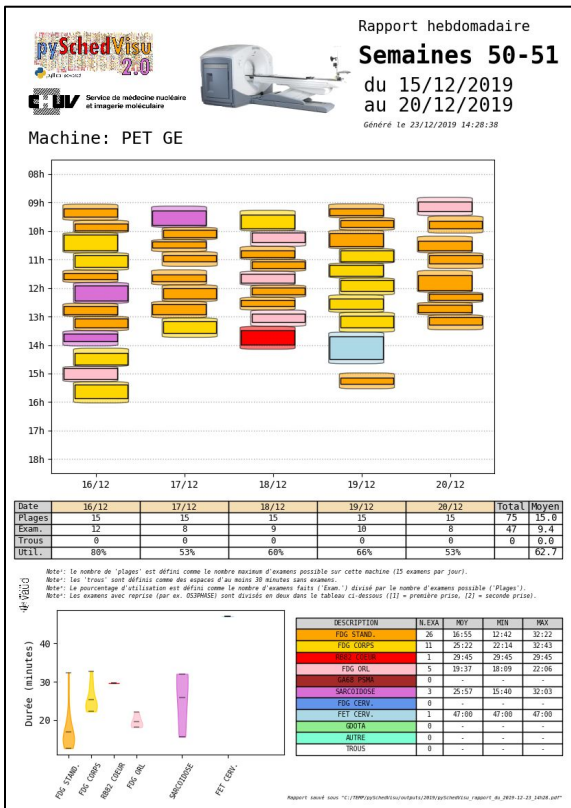 Rapport hebdomadaire
Semaines 50-51
du 15/12/2019
au 20/12/2019
Généré le 23/12/2019 14:28:38
pySchedVisu
2.0
CHUV Service de médecine nucléaire
et imagerie moléculaire
Machine: PET GE
08h
09h
10h
11h
12h
13h
14h
15h
16h
17h
18h
16/12 17/12 18/12 19/12 20/12
Date 16/12 17/12 18/12 19/12 20/12 Total Moyen
Plages 15 15 15 15 15 75 15.0
Exam. 12 8 9 10 8 47 9.4
Trous 0 0 0 0 0 0 0.0
Util. 80% 53% 60% 66% 53% 62.7
Note¹: le nombre de 'plages' est défini comme le nombre maximum d'examens possible sur cette machine (15 examens par jour).
Note²: les 'trous' sont définis comme des espaces d'au moins 30 minutes sans examens.
Note³: Le pourcentage d'utilisation est défini comme le nombre d'examens faits ('Exam.') divisé par le nombre d'examens possible ('Plages').
Note⁴: Les examens avec reprise (par ex. OS3PHASE) sont divisés en deux dans le tableau ci-dessous ([1] = première prise, [2] = seconde prise).
Durée (minutes)
40
30
20
FDG STAND. FDG CORPS RB82 COEUR FDG ORL SARCOIDOSE FET CERV.
DESCRIPTION N.EXA MOY MIN MAX
FDG STAND. 26 16:55 12:42 32:22
FDG CORPS 11 25:22 22:14 32:43
RB82 COEUR 1 29:45 29:45 29:45
FDG ORL 5 19:37 18:09 22:06
GA68 PSMA 0 - - -
SARCOIDOSE 3 25:57 15:40 32:03
FDG CERV. 0 - - -
FET CERV. 1 47:00 47:00 47:00
GDOTA 0 - - -
AUTRE 0 - - -
TROUS 0 - - -
Rapport sauvé sous "C:/TEMP/pySchedVisu/outputs/2019/pySchedVisu_rapport_du_2019-12-23_14h28.pdf"